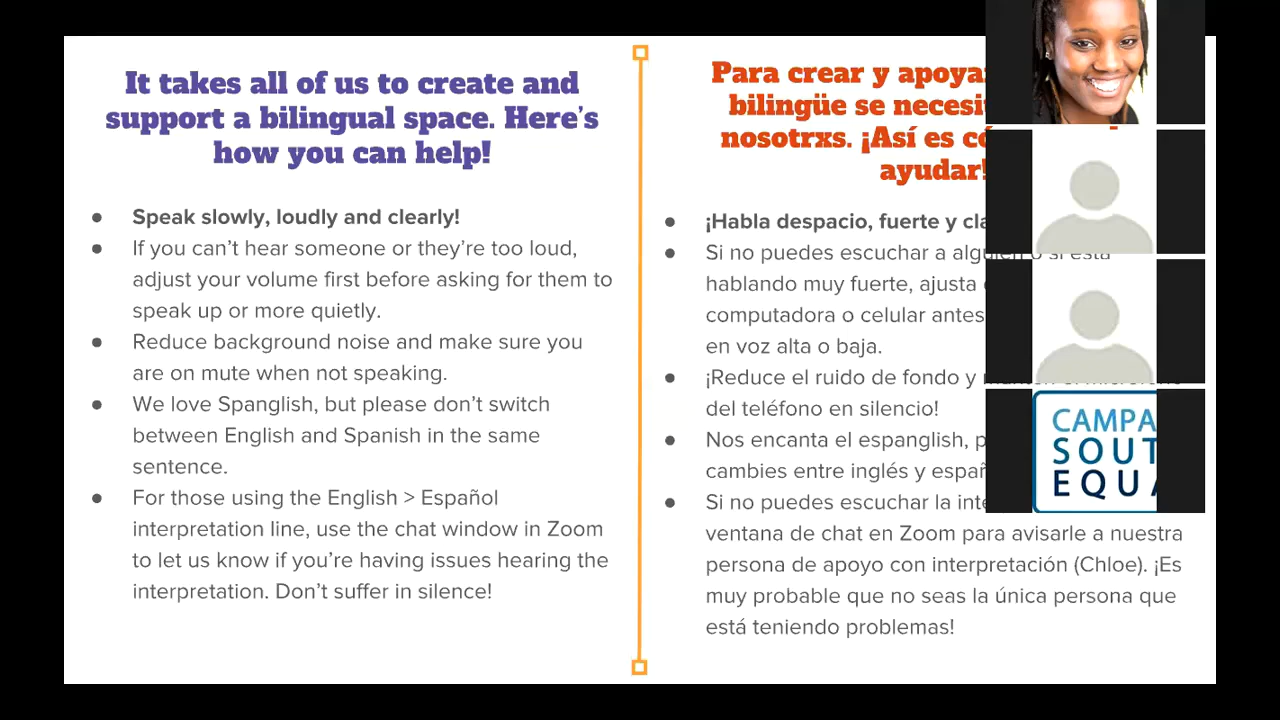 It takes all of us to create and
support a bilingual space. Here's
how you can help!
● Speak slowly, loudly and clearly!
● If you can't hear someone or they're too loud,
adjust your volume first before asking for them to
speak up or more quietly.
● Reduce background noise and make sure you
are on mute when not speaking.
● We love Spanglish, but please don't switch
between English and Spanish in the same
sentence.
● For those using the English > Español
interpretation line, use the chat window in Zoom
to let us know if you're having issues hearing the
interpretation. Don't suffer in silence!
Para crear y
bilingüe se
nosotrxs. ¡Así es
ayudar!
● ¡Habla despacio, fuerte y
● Si no puedes escuchar a alguien o si está
hablando muy fuerte, ajusta
computadora o celular antes
en voz alta o baja.
● ¡Reduce el ruido de fondo y
del teléfono en silencio!
● Nos encanta el espanglish,
cambies entre inglés y
● Si no puedes escuchar la
ventana de chat en Zoom para avisarle a nuestra
persona de apoyo con interpretación (Chloe). ¡Es
muy probable que no seas la única persona que
está teniendo problemas!
CAMPA
SOUT
EQUA